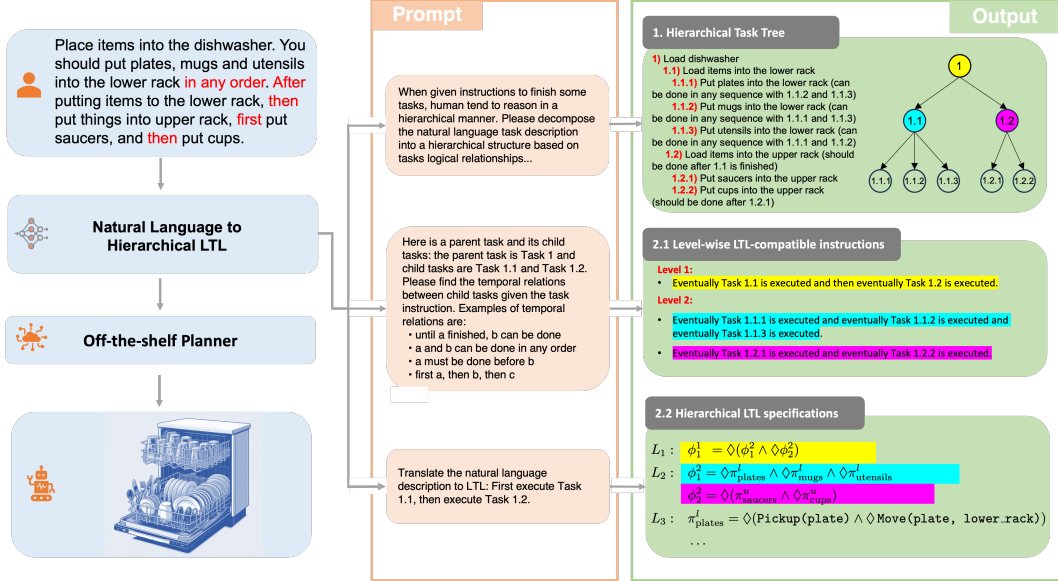 Place items into the dishwasher. You
should put plates, mugs and utensils
into the lower rack in any order. After
putting items to the lower rack, then
put things into upper rack, first put
saucers, and then put cups.
Natural Language to
Hierarchical LTL
Off-the-shelf Planner
Prompt
When given instructions to finish some
tasks, human tend to reason in a
hierarchical manner. Please decompose
the natural language task description
into a hierarchical structure based on
tasks logical relationships...
Here is a parent task and its child
tasks: the parent task is Task 1 and
child tasks are Task 1.1 and Task 1.2.
Please find the temporal relations
between child tasks given the task
instruction. Examples of temporal
relations are:
• until a finished, b can be done
• a and b can be done in any order
• a must be done before b
• first a, then b, then c
Translate the natural language
description to LTL: First execute Task
1.1, then execute Task 1.2.
Output
1. Hierarchical Task Tree
1) Load dishwasher
1.1) Load items into the lower rack
1.1.1) Put plates into the lower rack (can
be done in any sequence with 1.1.2 and 1.1.3)
1.1.2) Put mugs into the lower rack (can
be done in any sequence with 1.1.1 and 1.1.3)
1.1.3) Put utensils into the lower rack (can
be done in any sequence with 1.1.1 and 1.1.2)
1.2) Load items into the upper rack (should
be done after 1.1 is finished)
1.2.1) Put saucers into the upper rack
1.2.2) Put cups into the upper rack
(should be done after 1.2.1)
1
1.1 1.2
1.1.1 1.1.2 1.1.3 1.2.1 1.2.2
2.1 Level-wise LTL-compatible instructions
Level 1:
• Eventually Task 1.1 is executed and then eventually Task 1.2 is executed.
Level 2:
• Eventually Task 1.1.1 is executed and eventually Task 1.1.2 is executed and
eventually Task 1.1.3 is executed.
• Eventually Task 1.2.1 is executed and eventually Task 1.2.2 is executed.
2.2 Hierarchical LTL specifications
L₁ : ϕ₁¹ = ◊(ϕ₁² ∧ ◊ϕ₂²)
L₂ : ϕ₁² = ◊π^l_plates ∧ ◊π^l_mugs ∧ ◊π^l_utensils
ϕ₂² = ◊(π^u_saucers ∧ ◊π^u_cups)
L₃ : π^l_plates = ◊(Pickup(plate) ∧ ◊ Move(plate, lower_rack))
...